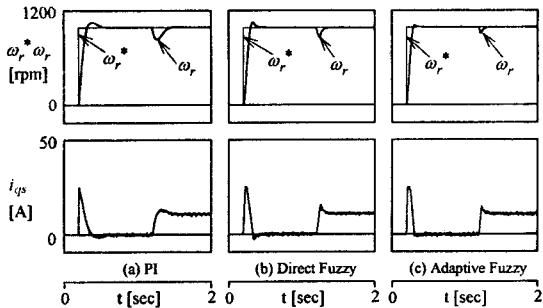 1200
ωr* ωr
[rpm]
0
ωr*
ωr
ωr*
ωr
ωr*
ωr
50
iqs
[A]
0
(a) PI
(b) Direct Fuzzy
(c) Adaptive Fuzzy
0 t [sec] 2
0 t [sec] 2
0 t [sec] 2